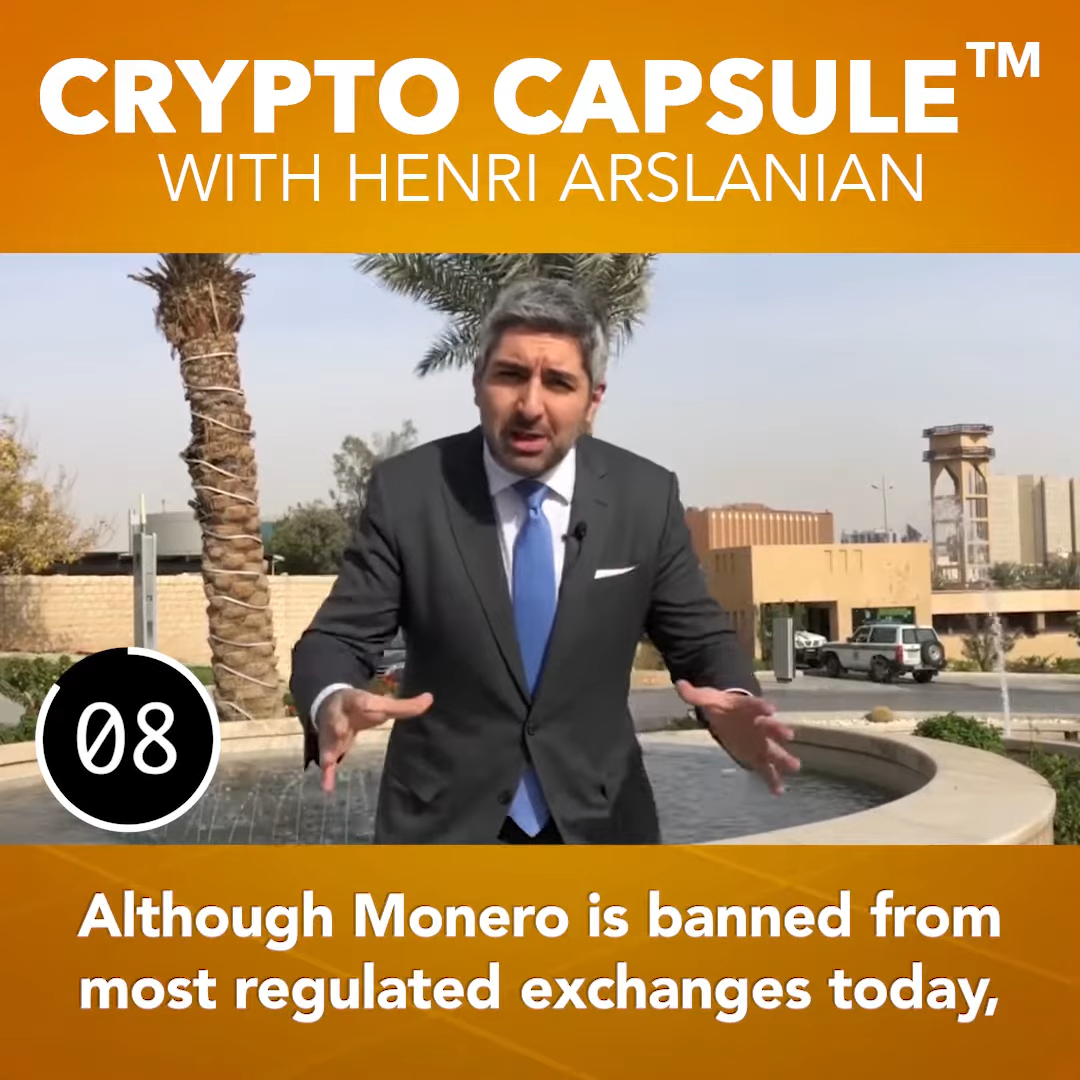 CRYPTO CAPSULE™
WITH HENRI ARSLANIAN
08
Although Monero is banned from
most regulated exchanges today,